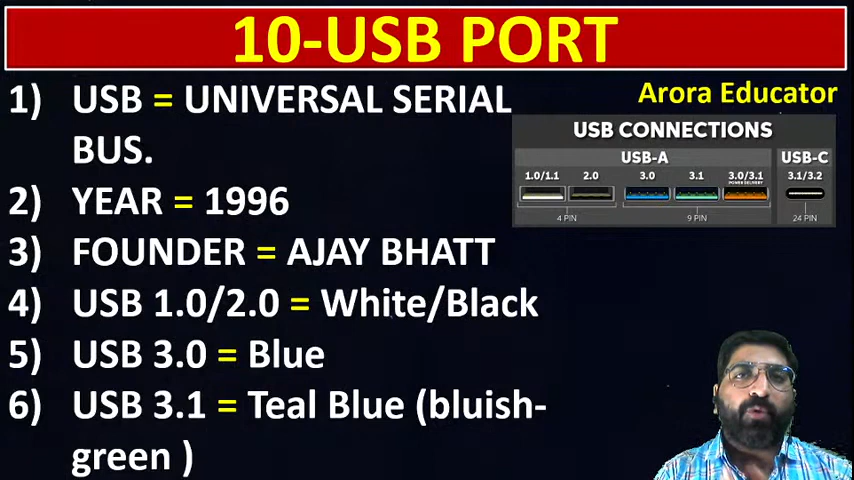 10-USB PORT
1) USB = UNIVERSAL SERIAL
BUS.
2) YEAR = 1996
3) FOUNDER = AJAY BHATT
4) USB 1.0/2.0 = White/Black
5) USB 3.0 = Blue
6) USB 3.1 = Teal Blue (bluish-
green )
Arora Educator
USB CONNECTIONS
USB-A USB-C
1.0/1.1 2.0 3.0 3.1 3.0/3.1 3.1/3.2
POWER DELIVERY
4 PIN 9 PIN 24 PIN